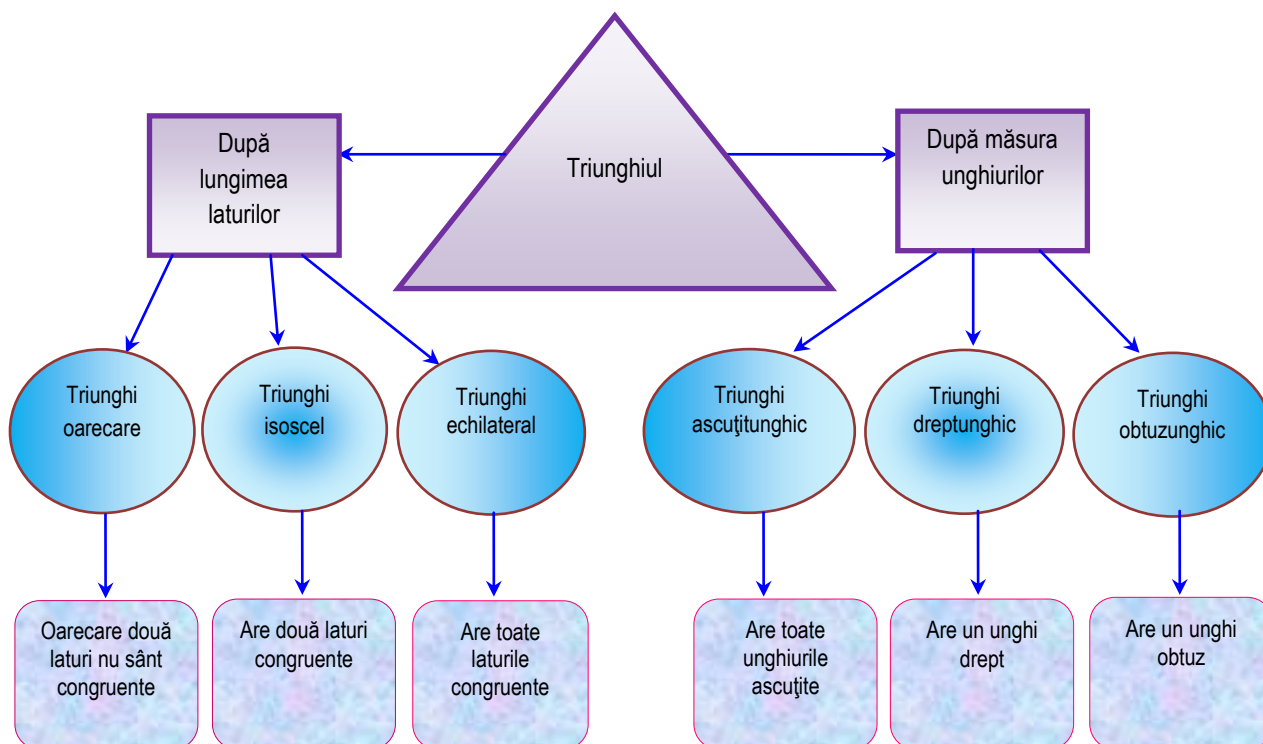 Triunghiul
După
lungimea
laturilor
După măsura
unghiurilor
Triunghi
oarecare
Triunghi
isoscel
Triunghi
echilateral
Triunghi
ascuţitunghic
Triunghi
dreptunghic
Triunghi
obtuzunghic
Oarecare două
laturi nu sânt
congruente
Are două laturi
congruente
Are toate
laturile
congruente
Are toate
unghiurile
ascuţite
Are un unghi
drept
Are un unghi
obtuz